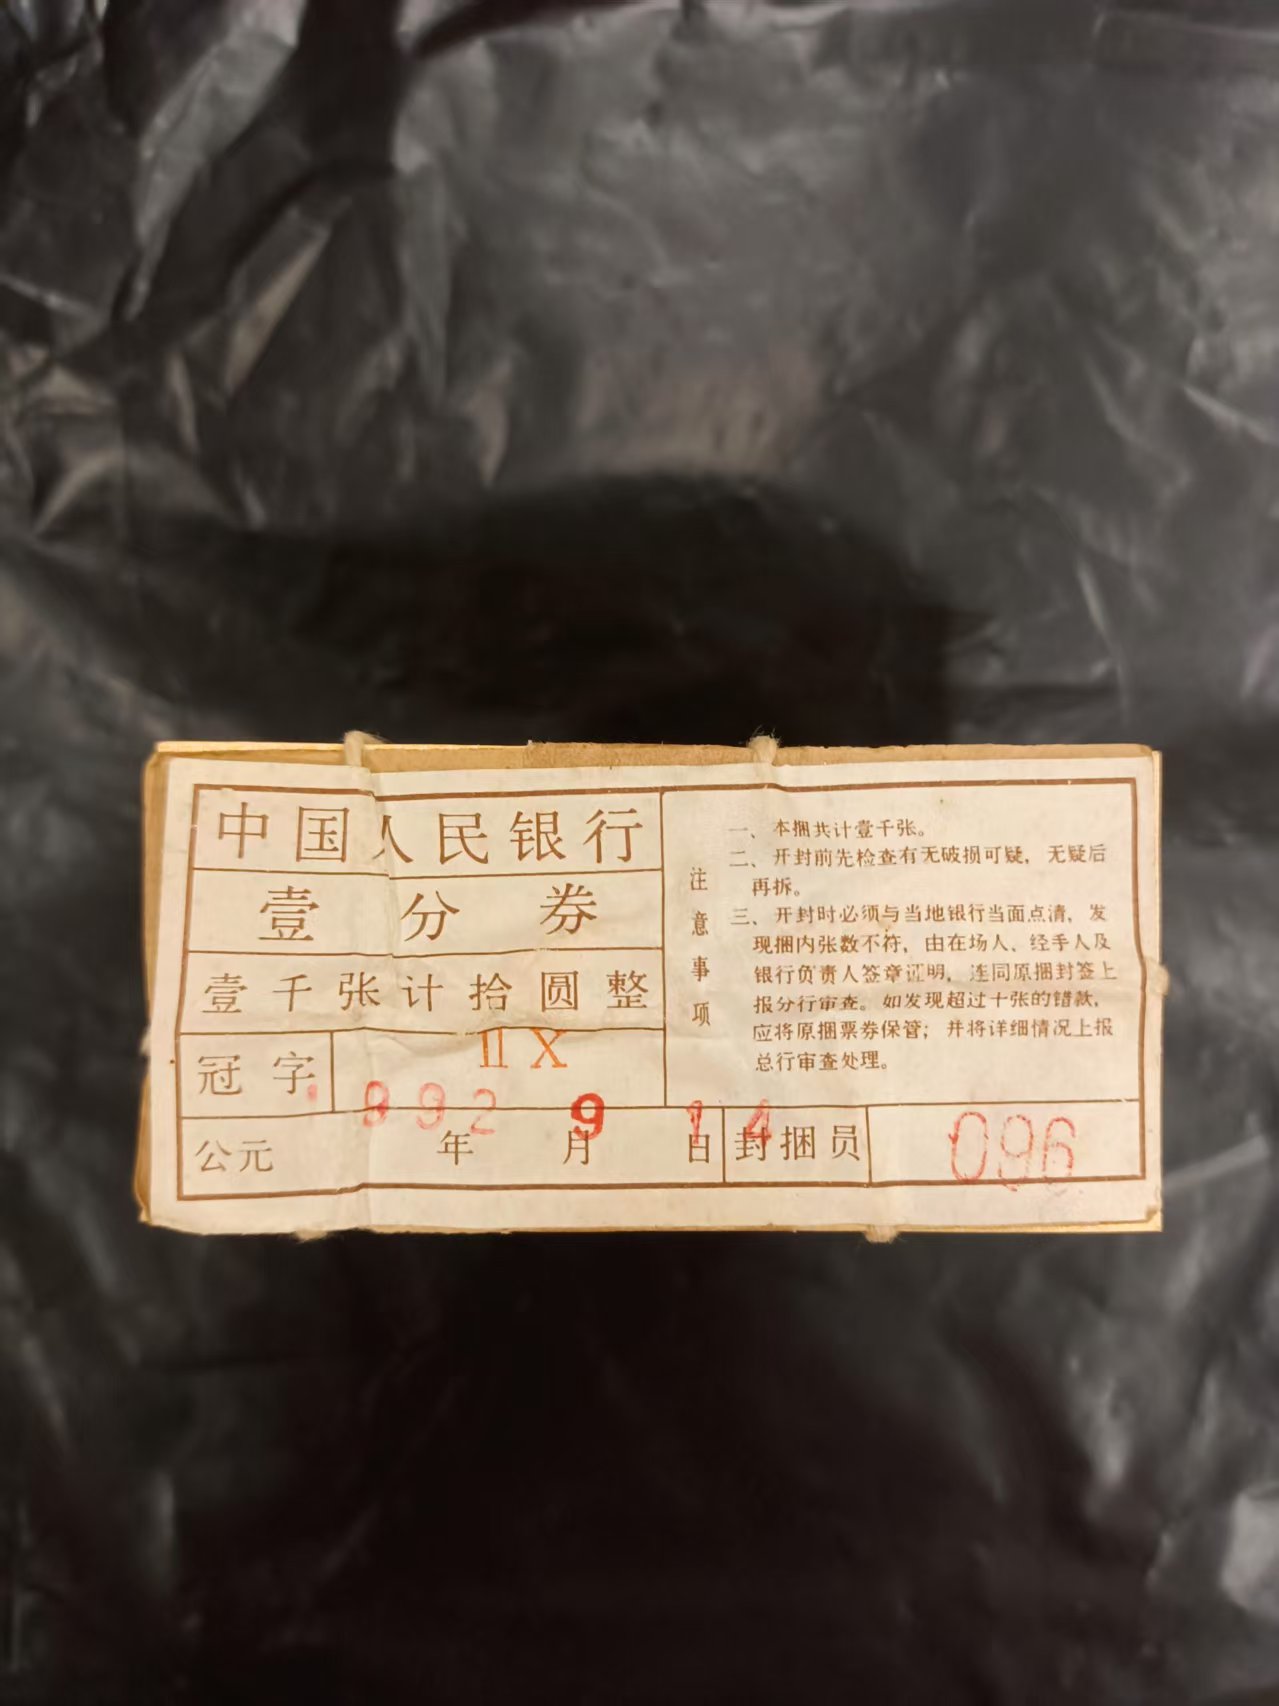 中国人民银行
壹分券
壹千张计拾圆整
冠字 ⅡX
1992 9 14
公元 年 月 日 封捆员 096
注意事项
一、本捆共计壹千张。
二、开封前先检查有无破损可疑，无疑后
再拆。
三、开封时必须与当地银行当面点清，发
现捆内张数不符，由在场人、经手人及
银行负责人签章证明，连同原捆封签上
报分行审查。如发现超过十张的错款，
应将原捆票券保管；并将详细情况上报
总行审查处理。